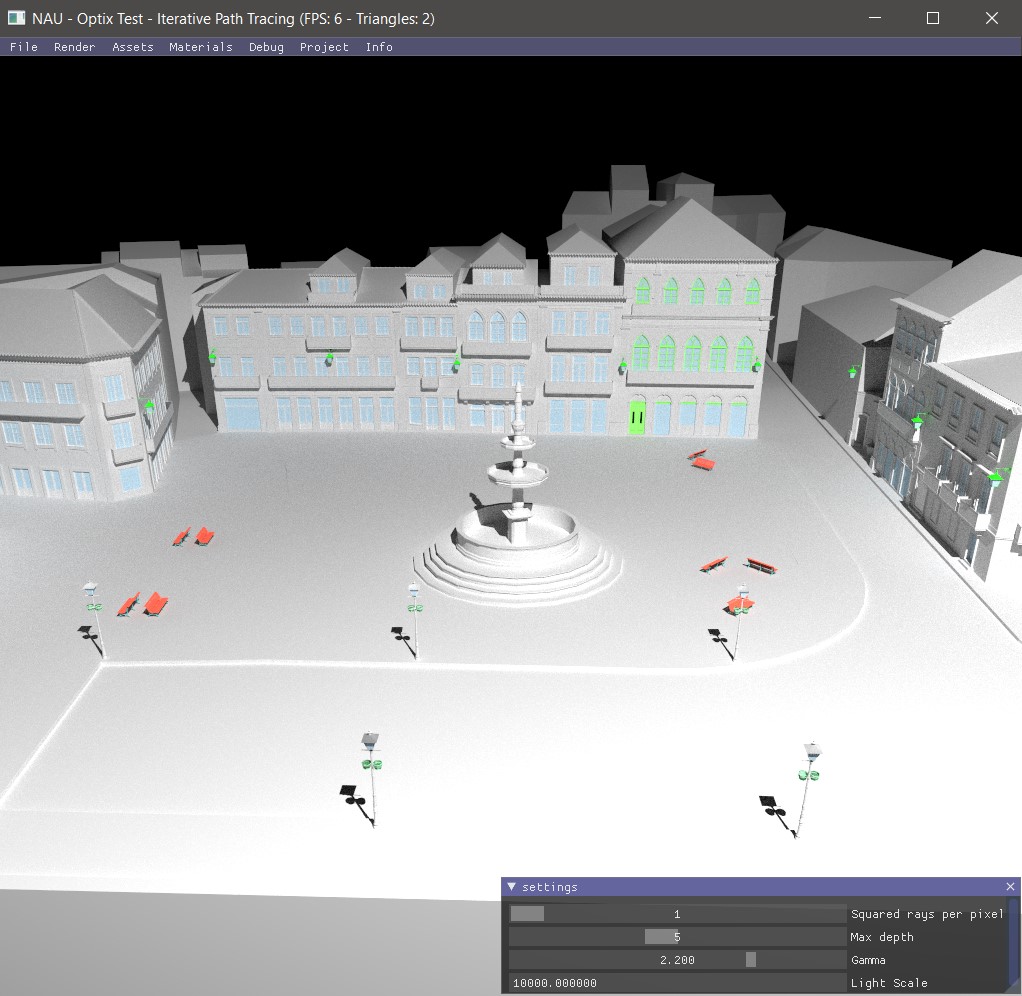 NAU - Optix Test - Iterative Path Tracing (FPS: 6 - Triangles: 2)
File Render Assets Materials Debug Project Info
settings
1 Squared rays per pixel
5 Max depth
2.200 Gamma
10000.000000 Light Scale